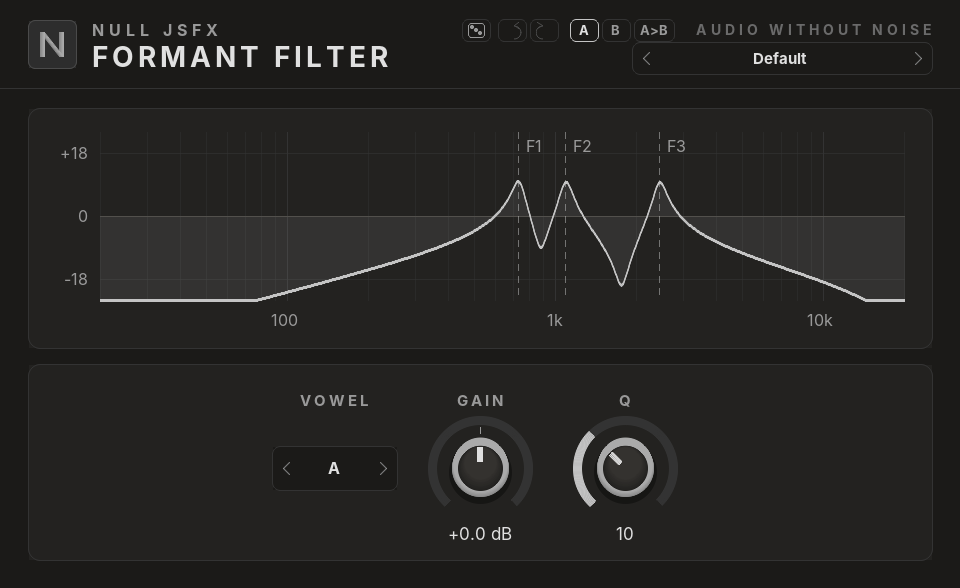 N
NULL JSFX
FORMANT FILTER
A B A>B
AUDIO WITHOUT NOISE
Default
F1 F2 F3
+18
0
-18
100 1k 10k
VOWEL GAIN Q
A
+0.0 dB 10